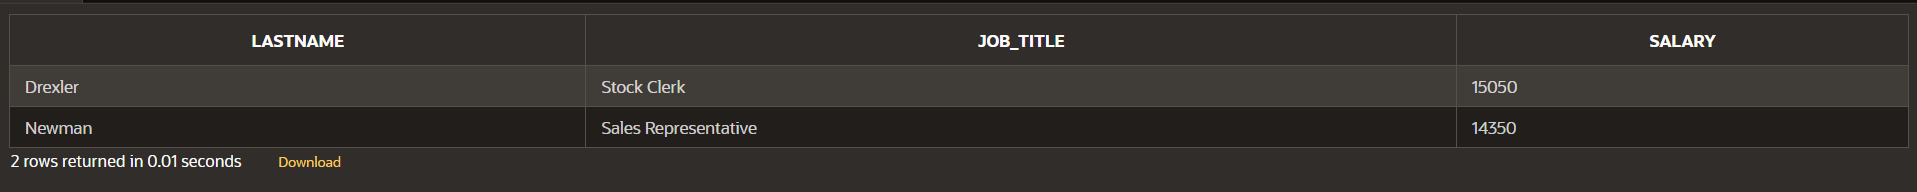 LASTNAME JOB_TITLE SALARY
Drexler Stock Clerk 15050
Newman Sales Representative 14350
2 rows returned in 0.01 seconds Download